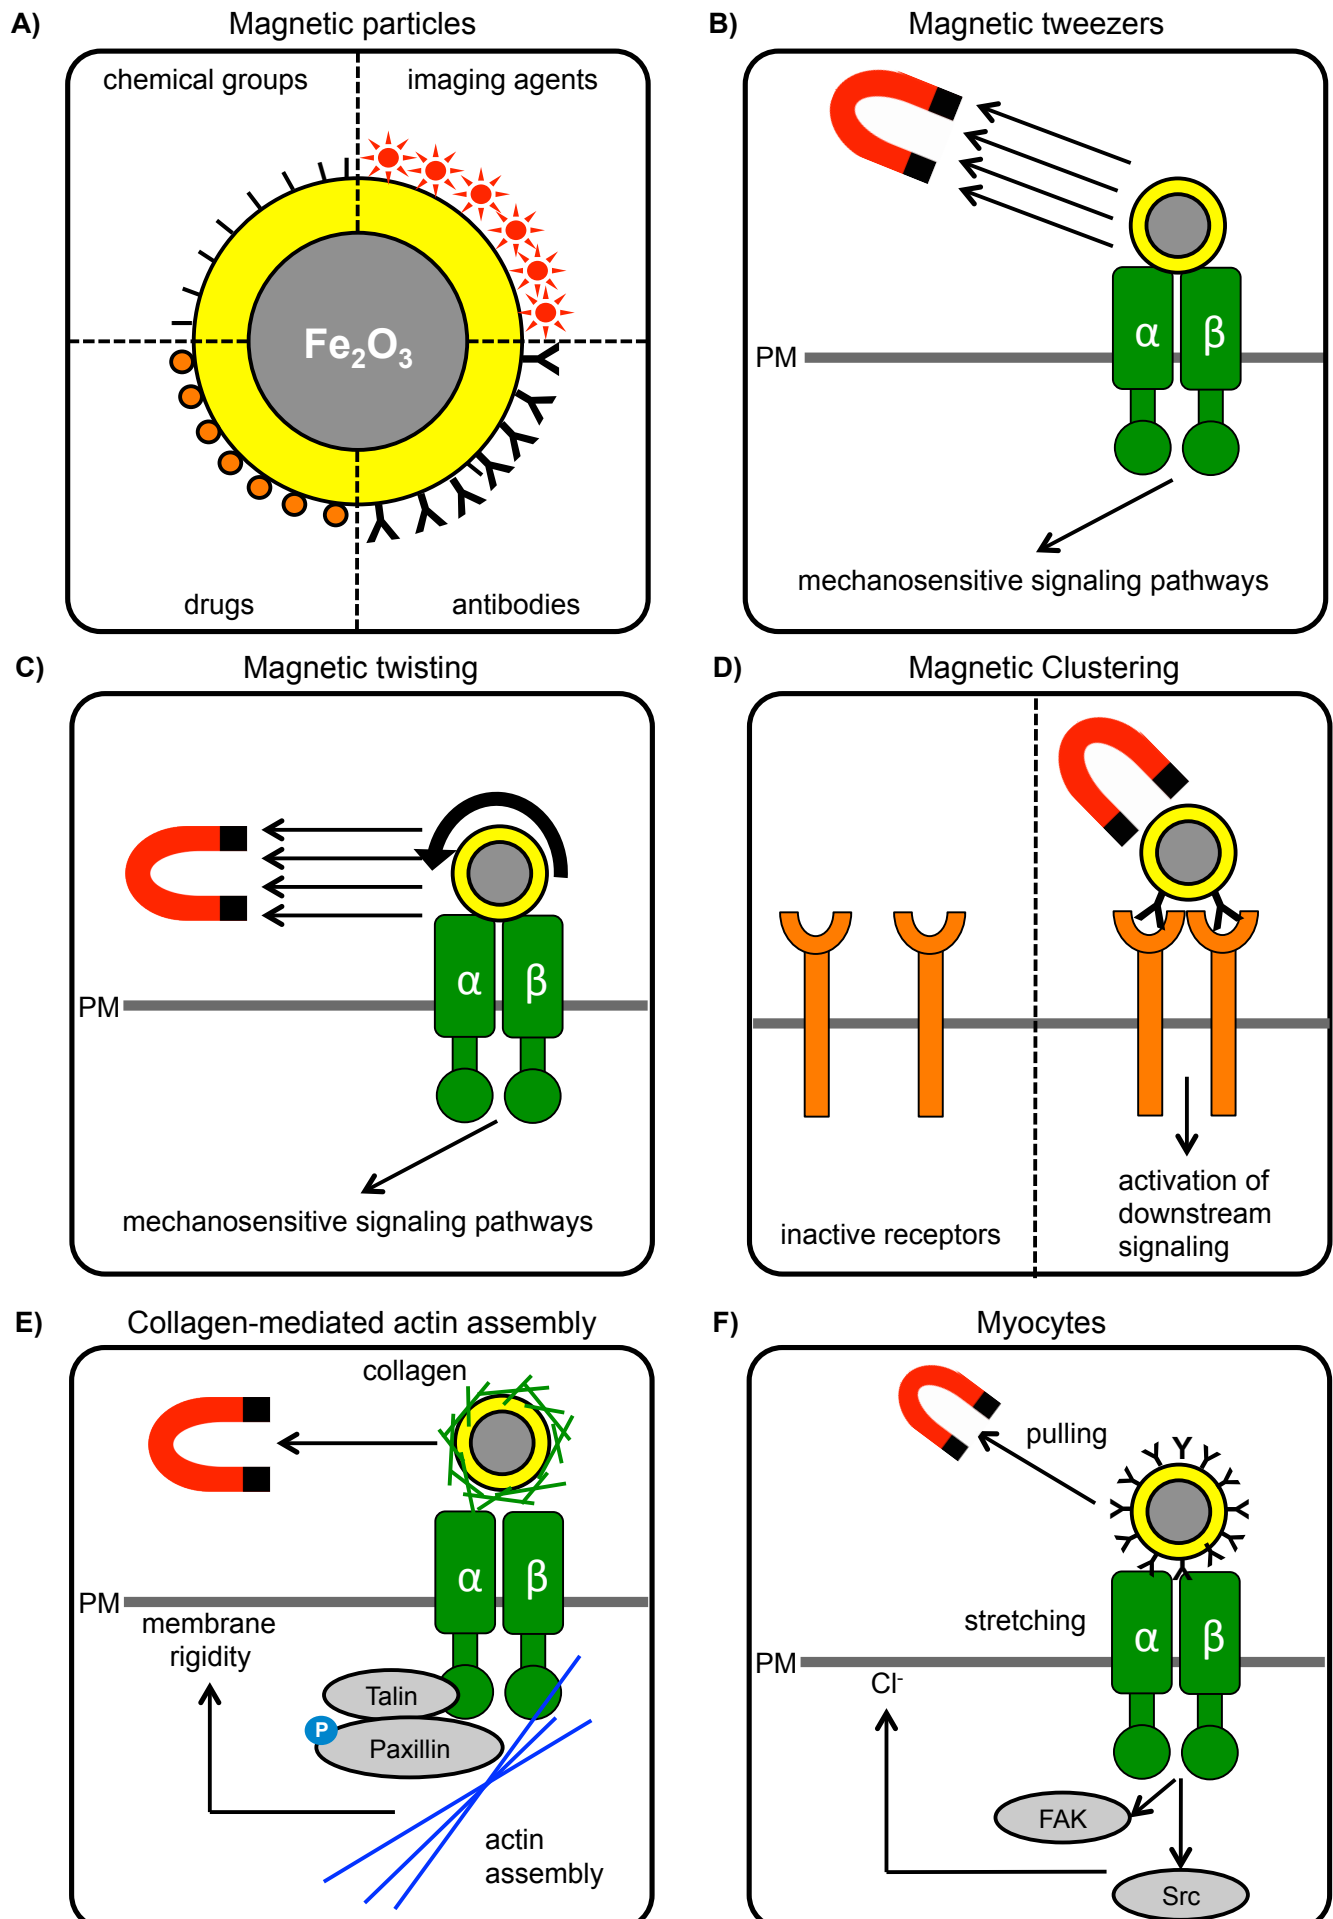 A)
Magnetic particles
chemical groups
imaging agents
Fe₂O₃
drugs
antibodies
B)
Magnetic tweezers
α
β
PM
mechanosensitive signaling pathways
C)
Magnetic twisting
α
β
PM
mechanosensitive signaling pathways
D)
Magnetic Clustering
inactive receptors
activation of
downstream
signaling
E)
Collagen-mediated actin assembly
collagen
α
β
PM
membrane
rigidity
Talin
P
Paxillin
actin
assembly
F)
Myocytes
pulling
stretching
α
β
PM
Cl⁻
FAK
Src